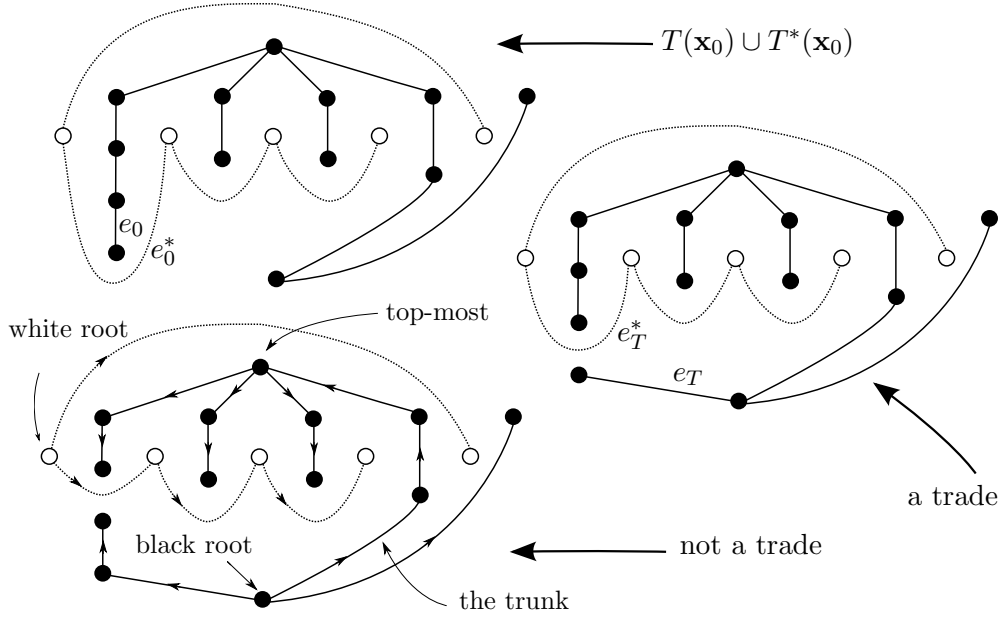 T(x₀) ∪ T*(x₀)
e₀
e₀*
top-most
white root
e_T*
e_T
a trade
black root
not a trade
the trunk